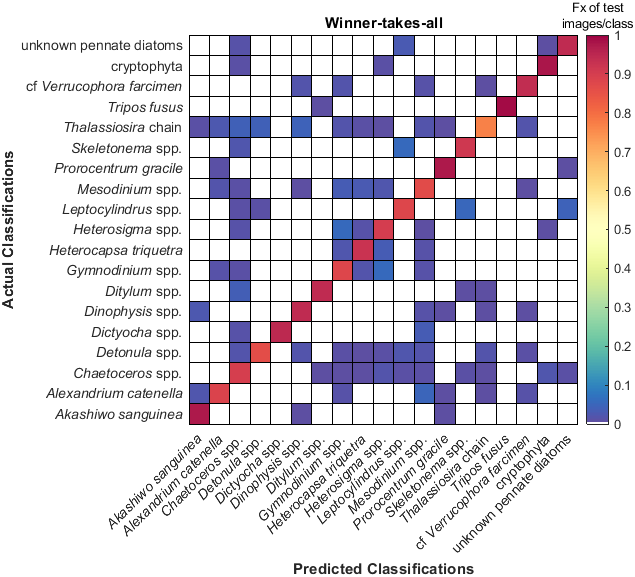 Winner-takes-all
Fx of test
images/class
Actual Classifications
unknown pennate diatoms
cryptophyta
cf Verrucophora farcimen
Tripos fusus
Thalassiosira chain
Skeletonema spp.
Prorocentrum gracile
Mesodinium spp.
Leptocylindrus spp.
Heterosigma spp.
Heterocapsa triquetra
Gymnodinium spp.
Ditylum spp.
Dinophysis spp.
Dictyocha spp.
Detonula spp.
Chaetoceros spp.
Alexandrium catenella
Akashiwo sanguinea
1
0.9
0.8
0.7
0.6
0.5
0.4
0.3
0.2
0.1
0
Akashiwo sanguinea
Alexandrium catenella
Chaetoceros spp.
Detonula spp.
Dictyocha spp.
Dinophysis spp.
Ditylum spp.
Gymnodinium spp.
Heterocapsa triquetra
Heterosigma spp.
Leptocylindrus spp.
Mesodinium spp.
Prorocentrum gracile
Skeletonema spp.
Thalassiosira chain
Tripos fusus
cf Verrucophora farcimen
cryptophyta
unknown pennate diatoms
Predicted Classifications